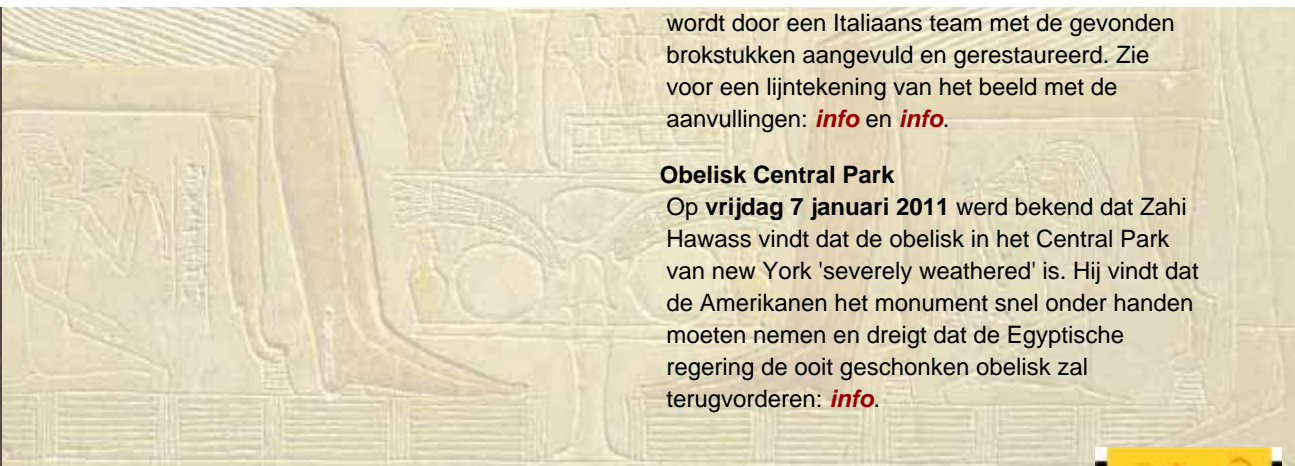 wordt door een Italiaans team met de gevonden
brokstukken aangevuld en gerestaureerd. Zie
voor een lijntekening van het beeld met de
aanvullingen: info en info.
Obelisk Central Park
Op vrijdag 7 januari 2011 werd bekend dat Zahi
Hawass vindt dat de obelisk in het Central Park
van new York 'severely weathered' is. Hij vindt dat
de Amerikanen het monument snel onder handen
moeten nemen en dreigt dat de Egyptische
regering de ooit geschonken obelisk zal
terugvorderen: info.